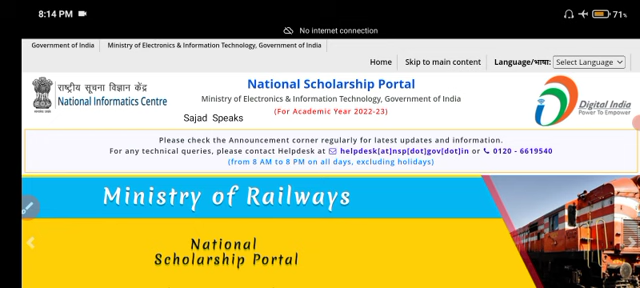 8:14 PM
71%
No internet connection
Government of India
Ministry of Electronics & Information Technology, Government of India
Home
Skip to main content
Language/भाषा:
Select Language
राष्ट्रीय सूचना विज्ञान केंद्र
National Informatics Centre
National Scholarship Portal
Ministry of Electronics & Information Technology, Government of India
(For Academic Year 2022-23)
Sajad Speaks
Digital India
Power To Empower
Please check the Announcement corner regularly for latest updates and information.
For any technical queries, please contact Helpdesk at helpdesk[at]nsp[dot]gov[dot]in or 0120 - 6619540
(from 8 AM to 8 PM on all days, excluding holidays)
Ministry of Railways
National
Scholarship Portal